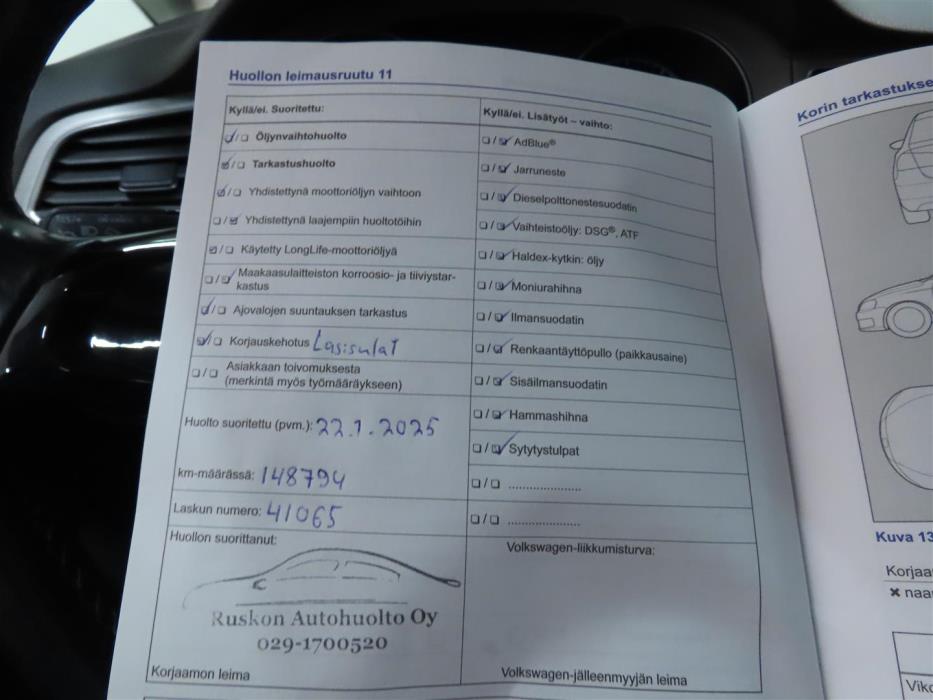 Huollon leimausruutu 11
Kyllä/ei. Suoritettu:
☑/☐ Öljynvaihtohuolto
☑/☐ Tarkastushuolto
☑/☐ Yhdistettynä moottoriöljyn vaihtoon
☐/☑ Yhdistettynä laajempiin huoltotöihin
☑/☐ Käytetty LongLife-moottoriöljyä
☐/☑ Maakaasulaitteiston korroosio- ja tiiviystar-
kastus
☑/☐ Ajovalojen suuntauksen tarkastus
☑/☐ Korjauskehotus Lasisulat
☐/☐ Asiakkaan toivomuksesta
(merkintä myös työmääräykseen)
Huolto suoritettu (pvm.): 22.1.2025
km-määrässä: 148794
Laskun numero: 41065
Huollon suorittanut:
Ruskon Autohuolto Oy
029-1700520
Korjaamon leima
Kyllä/ei. Lisätyöt – vaihto:
☐/☑ AdBlue®
☐/☑ Jarruneste
☐/☑ Dieselpolttonestesuodatin
☐/☑ Vaihteistoöljy: DSG®, ATF
☐/☑ Haldex-kytkin: öljy
☐/☑ Moniurahihna
☐/☑ Ilmansuodatin
☐/☑ Renkaantäyttöpullo (paikkausaine)
☐/☑ Sisäilmansuodatin
☐/☑ Hammashihna
☐/☑ Sytytystulpat
☐/☐ ......................
☐/☐ ......................
Volkswagen-liikkumisturva:
Volkswagen-jälleenmyyjän leima
Korin tarkastukse
Kuva 13
Korjaa
✖ naa
Vik